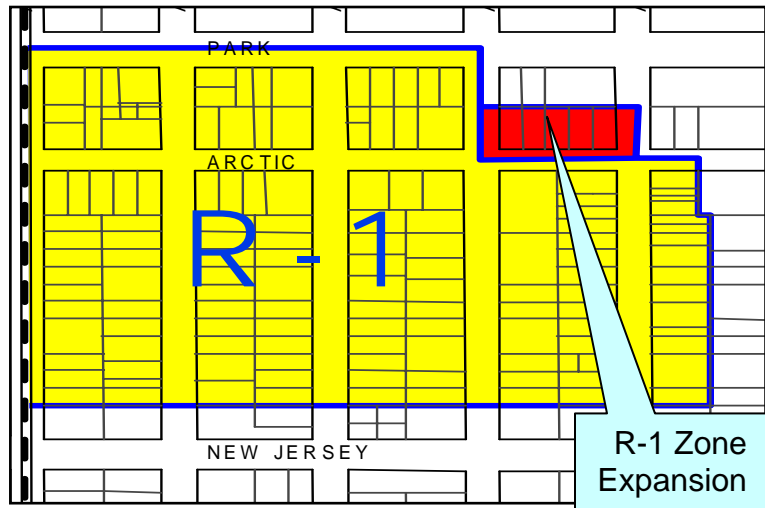 PARK
ARCTIC
R - 1
NEW JERSEY
R-1 Zone
Expansion